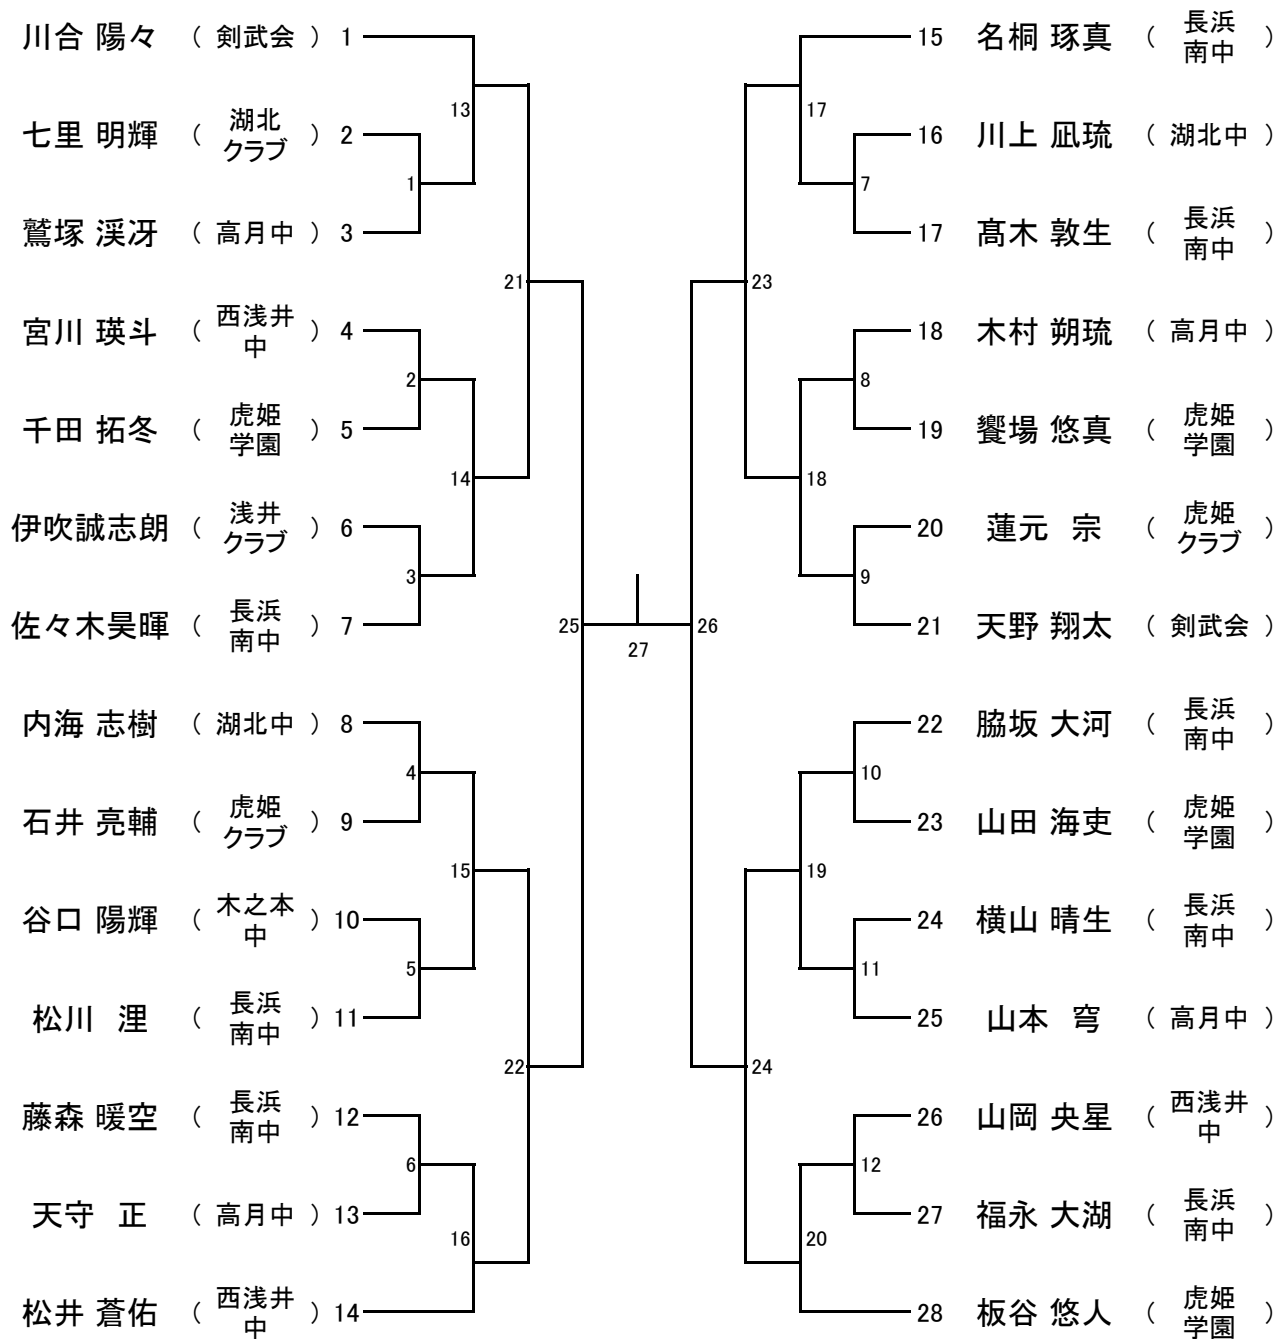 川合 陽々 （ 剣武会 ） 1
七里 明輝 （ 湖北クラブ ） 2
1
13
鷲塚 渓冴 （ 高月中 ） 3
宮川 瑛斗 （ 西浅井中 ） 4
2
千田 拓冬 （ 虎姫学園 ） 5
14
21
伊吹誠志朗 （ 浅井クラブ ） 6
3
佐々木昊暉 （ 長浜南中 ） 7
25
内海 志樹 （ 湖北中 ） 8
4
石井 亮輔 （ 虎姫クラブ ） 9
15
谷口 陽輝 （ 木之本中 ） 10
5
松川 浬 （ 長浜南中 ） 11
22
藤森 暖空 （ 長浜南中 ） 12
6
天守 正 （ 高月中 ） 13
16
松井 蒼佑 （ 西浅井中 ） 14
27
15 名桐 琢真 （ 長浜南中 ）
17
16 川上 凪琉 （ 湖北中 ）
7
17 髙木 敦生 （ 長浜南中 ）
23
18 木村 朔琉 （ 高月中 ）
8
19 饗場 悠真 （ 虎姫学園 ）
18
20 蓮元 宗 （ 虎姫クラブ ）
9
21 天野 翔太 （ 剣武会 ）
26
22 脇坂 大河 （ 長浜南中 ）
10
23 山田 海吏 （ 虎姫学園 ）
19
24 横山 晴生 （ 長浜南中 ）
11
25 山本 穹 （ 高月中 ）
24
26 山岡 央星 （ 西浅井中 ）
12
27 福永 大湖 （ 長浜南中 ）
20
28 板谷 悠人 （ 虎姫学園 ）